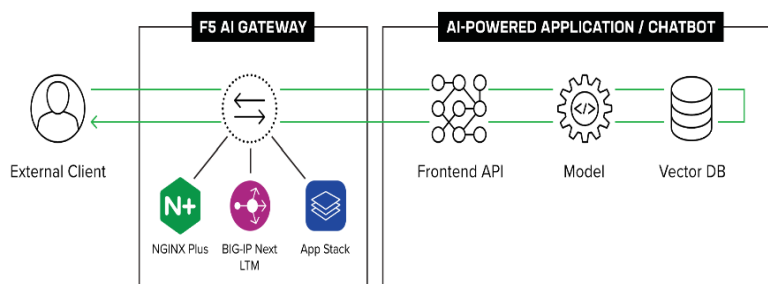 F5 AI GATEWAY
AI-POWERED APPLICATION / CHATBOT
</>
External Client
Frontend API
Model
Vector DB
N+
NGINX Plus
BIG-IP Next
LTM
App Stack